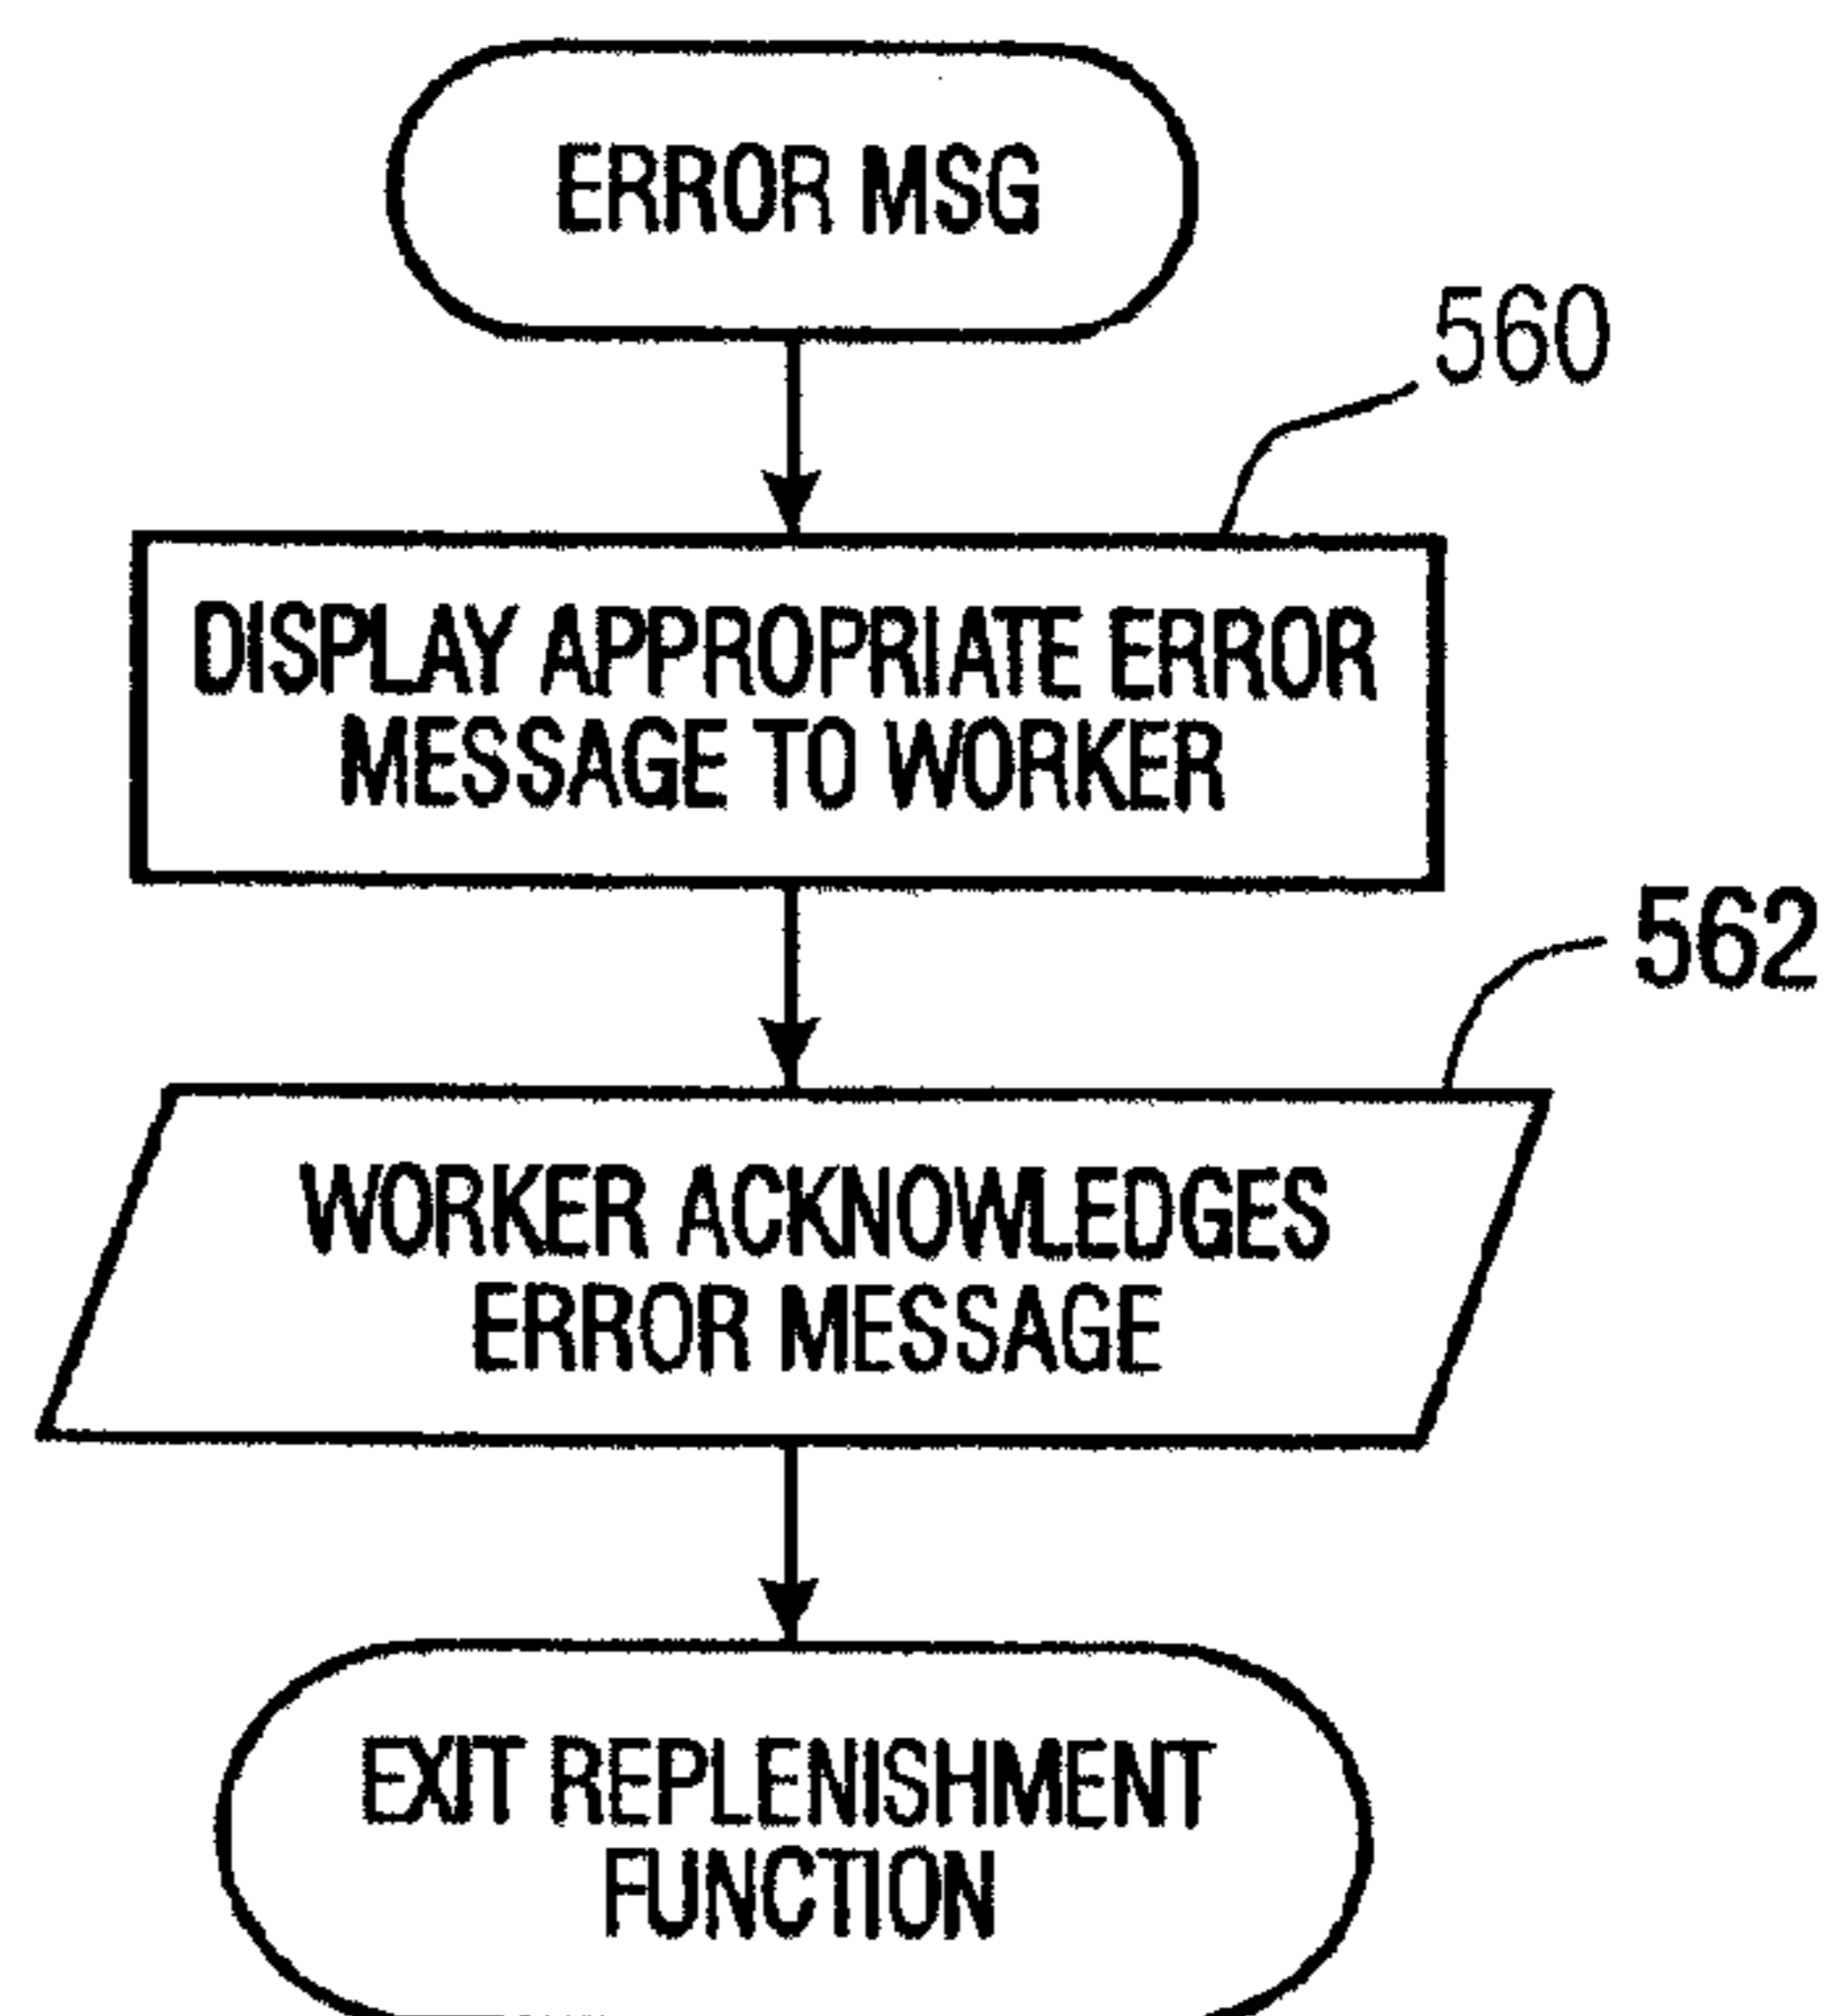 ERROR MSG
560
DISPLAY APPROPRIATE ERROR
MESSAGE TO WORKER
562
WORKER ACKNOWLEDGES
ERROR MESSAGE
EXIT REPLENISHMENT
FUNCTION